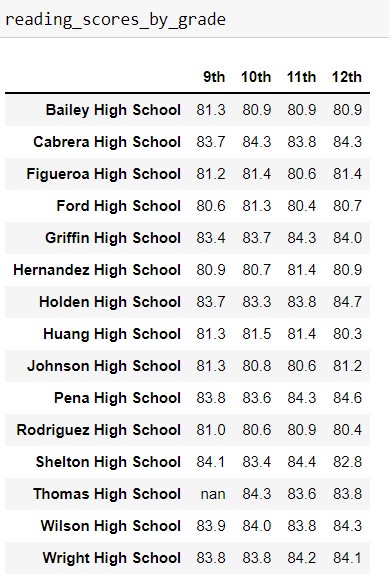 reading_scores_by_grade
9th 10th 11th 12th
Bailey High School 81.3 80.9 80.9 80.9
Cabrera High School 83.7 84.3 83.8 84.3
Figueroa High School 81.2 81.4 80.6 81.4
Ford High School 80.6 81.3 80.4 80.7
Griffin High School 83.4 83.7 84.3 84.0
Hernandez High School 80.9 80.7 81.4 80.9
Holden High School 83.7 83.3 83.8 84.7
Huang High School 81.3 81.5 81.4 80.3
Johnson High School 81.3 80.8 80.6 81.2
Pena High School 83.8 83.6 84.3 84.6
Rodriguez High School 81.0 80.6 80.9 80.4
Shelton High School 84.1 83.4 84.4 82.8
Thomas High School nan 84.3 83.6 83.8
Wilson High School 83.9 84.0 83.8 84.3
Wright High School 83.8 83.8 84.2 84.1